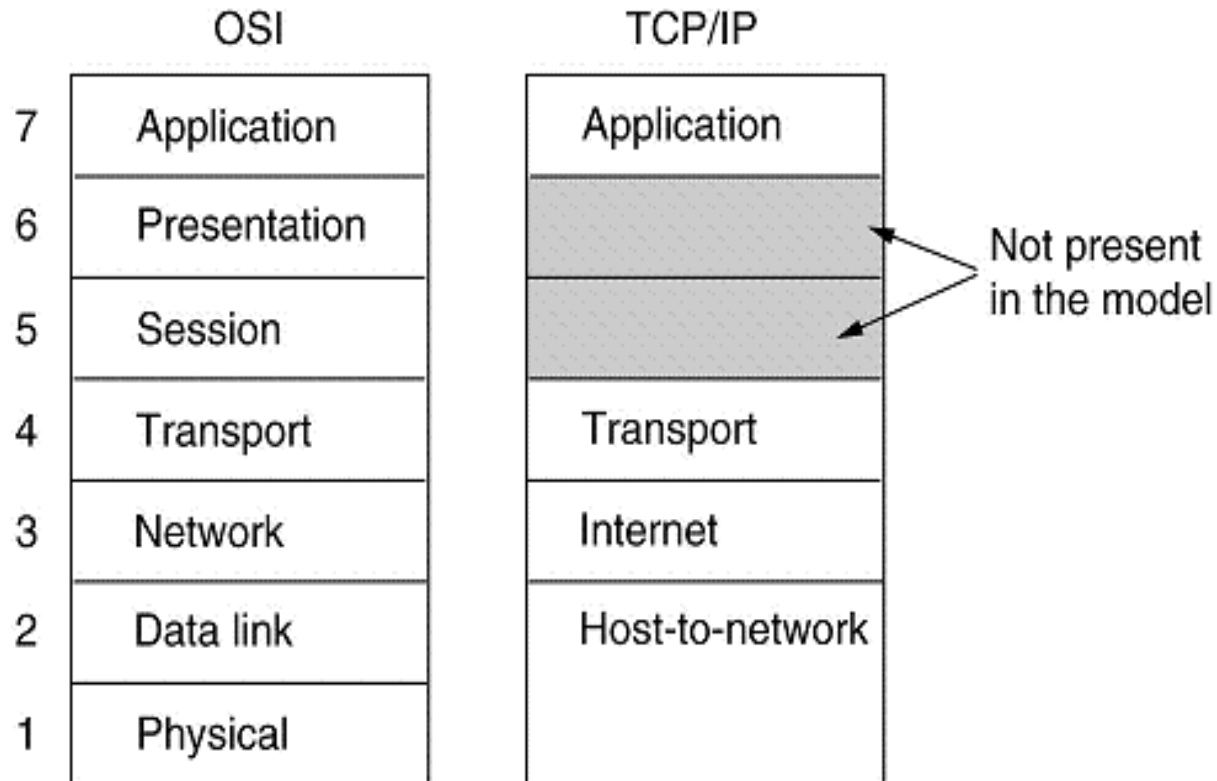 OSI TCP/IP
7 Application Application
6 Presentation
5 Session
Not present
in the model
4 Transport Transport
3 Network Internet
2 Data link Host-to-network
1 Physical